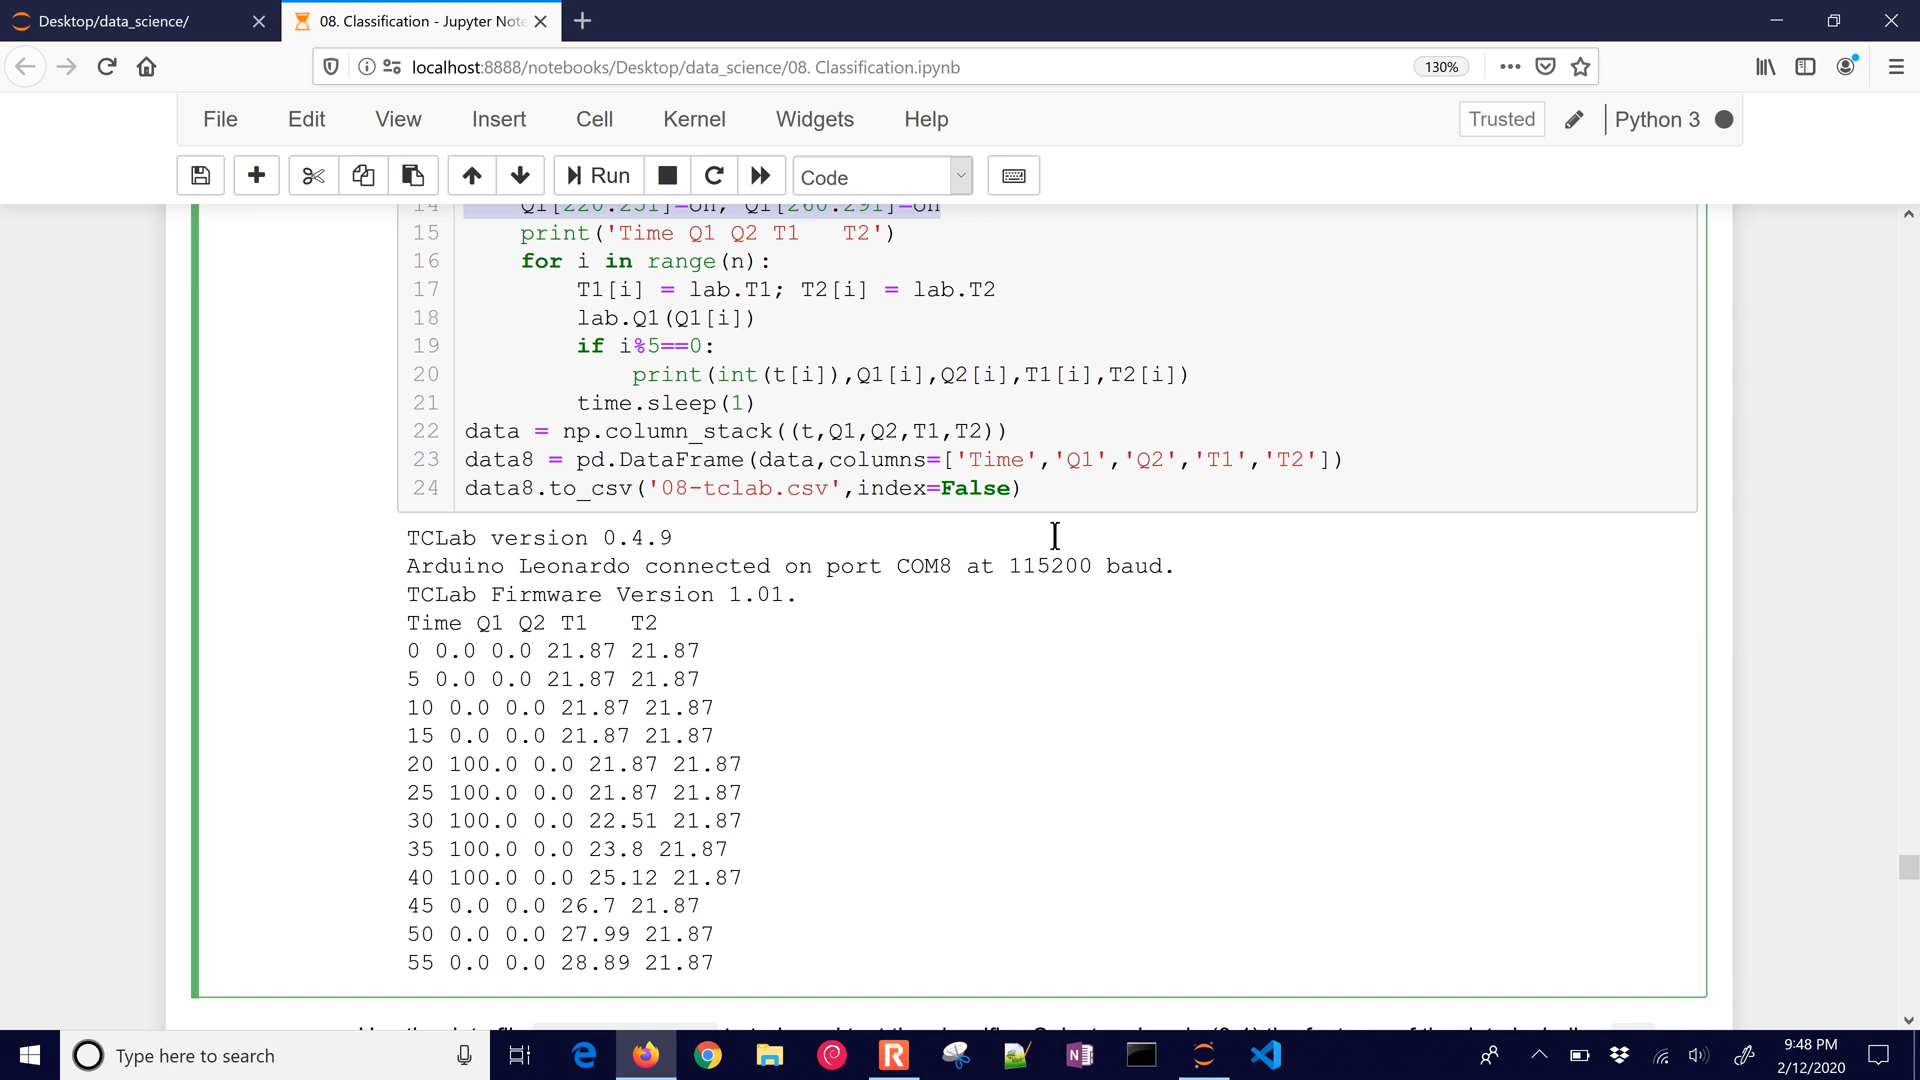 Desktop/data_science/
08. Classification - Jupyter Note
localhost:8888/notebooks/Desktop/data_science/08. Classification.ipynb
130%
File Edit View Insert Cell Kernel Widgets Help
Trusted
Python 3
Run
Code
14 Q1[220:251]=on; Q1[260:291]=on
15 print('Time Q1 Q2 T1   T2')
16 for i in range(n):
17 T1[i] = lab.T1; T2[i] = lab.T2
18 lab.Q1(Q1[i])
19 if i%5==0:
20 print(int(t[i]),Q1[i],Q2[i],T1[i],T2[i])
21 time.sleep(1)
22 data = np.column_stack((t,Q1,Q2,T1,T2))
23 data8 = pd.DataFrame(data,columns=['Time','Q1','Q2','T1','T2'])
24 data8.to_csv('08-tclab.csv',index=False)
TCLab version 0.4.9
Arduino Leonardo connected on port COM8 at 115200 baud.
TCLab Firmware Version 1.01.
Time Q1 Q2 T1   T2
0 0.0 0.0 21.87 21.87
5 0.0 0.0 21.87 21.87
10 0.0 0.0 21.87 21.87
15 0.0 0.0 21.87 21.87
20 100.0 0.0 21.87 21.87
25 100.0 0.0 21.87 21.87
30 100.0 0.0 22.51 21.87
35 100.0 0.0 23.8 21.87
40 100.0 0.0 25.12 21.87
45 0.0 0.0 26.7 21.87
50 0.0 0.0 27.99 21.87
55 0.0 0.0 28.89 21.87
Type here to search
9:48 PM
2/12/2020